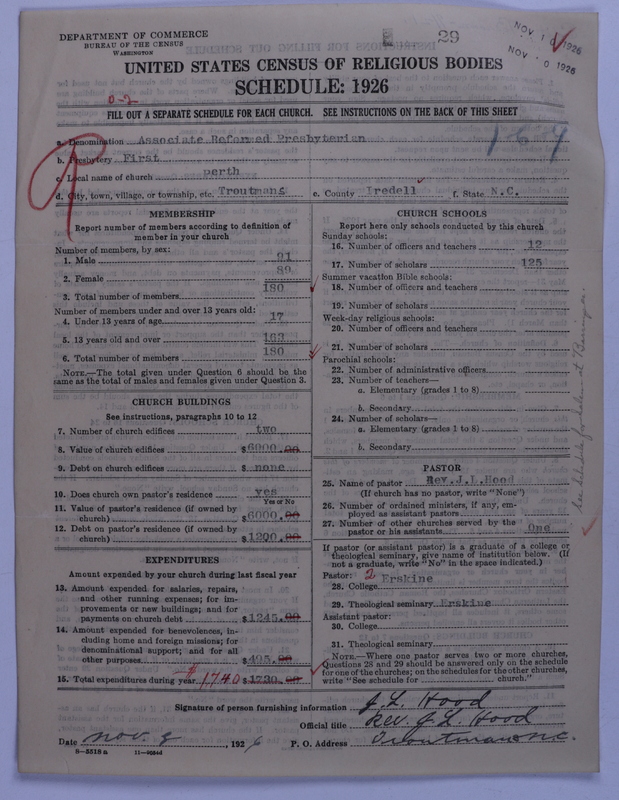 DEPARTMENT OF COMMERCE
BUREAU OF THE CENSUS
WASHINGTON
29
NOV 10 1926
NOV 10 1926
UNITED STATES CENSUS OF RELIGIOUS BODIES
SCHEDULE: 1926
0-2
FILL OUT A SEPARATE SCHEDULE FOR EACH CHURCH. SEE INSTRUCTIONS ON THE BACK OF THIS SHEET
a. Denomination Associate Reformed Presbyterian
b. Presbytery First
c. Local name of church perth
d. City, town, village, or township, etc. Troutmans e. County Iredell f. State N.C.
MEMBERSHIP
Report number of members according to definition of member in your church
Number of members, by sex:
1. Male 91
2. Female 89
3. Total number of members 180
Number of members under and over 13 years old:
4. Under 13 years of age 17
5. 13 years old and over 163
6. Total number of members 180
NOTE.—The total given under Question 6 should be the
same as the total of males and females given under Question 3.
CHURCH BUILDINGS
See instructions, paragraphs 10 to 12
7. Number of church edifices two
8. Value of church edifices $6000.00
9. Debt on church edifices $ none
10. Does church own pastor's residence yes
Yes or No
11. Value of pastor's residence (if owned by
church) $6000.00
12. Debt on pastor's residence (if owned by
church) $1200.00
EXPENDITURES
Amount expended by your church during last fiscal year
13. Amount expended for salaries, repairs,
and other running expenses; for im-
provements or new buildings; and for
payments on church debt $1245.00
14. Amount expended for benevolences, in-
cluding home and foreign missions; for
denominational support; and for all
other purposes $495.00
15. Total expenditures during year $1740 $1730.00
CHURCH SCHOOLS
Report here only schools conducted by this church
Sunday schools:
16. Number of officers and teachers 12
17. Number of scholars 125
Summer vacation Bible schools:
18. Number of officers and teachers
19. Number of scholars
Week-day religious schools:
20. Number of officers and teachers
21. Number of scholars
Parochial schools:
22. Number of administrative officers
23. Number of teachers—
a. Elementary (grades 1 to 8)
b. Secondary
24. Number of scholars—
a. Elementary (grades 1 to 8)
b. Secondary
PASTOR
25. Name of pastor Rev.J.L.Hood
(If church has no pastor, write "None")
26. Number of ordained ministers, if any, em-
ployed as assistant pastors
27. Number of other churches served by the
pastor or his assistants One
If pastor (or assistant pastor) is a graduate of a college or
theological seminary, give name of institution below. (If
not a graduate, write "No" in the space indicated.)
Pastor: 2
28. College Erskine
29. Theological seminary Erskine
Assistant pastor:
30. College
31. Theological seminary
NOTE.—Where one pastor serves two or more churches,
Questions 28 and 29 should be answered only on the schedule
for one of the churches; on the schedules for the other churches,
write "See schedule for church."
See schedule for
Signature of person furnishing information J. L. Hood
Official title Rev. J L Hood
Date Nov. 8, 1926 P. O. Address Troutman N.C.
8—5518a 11—9054d